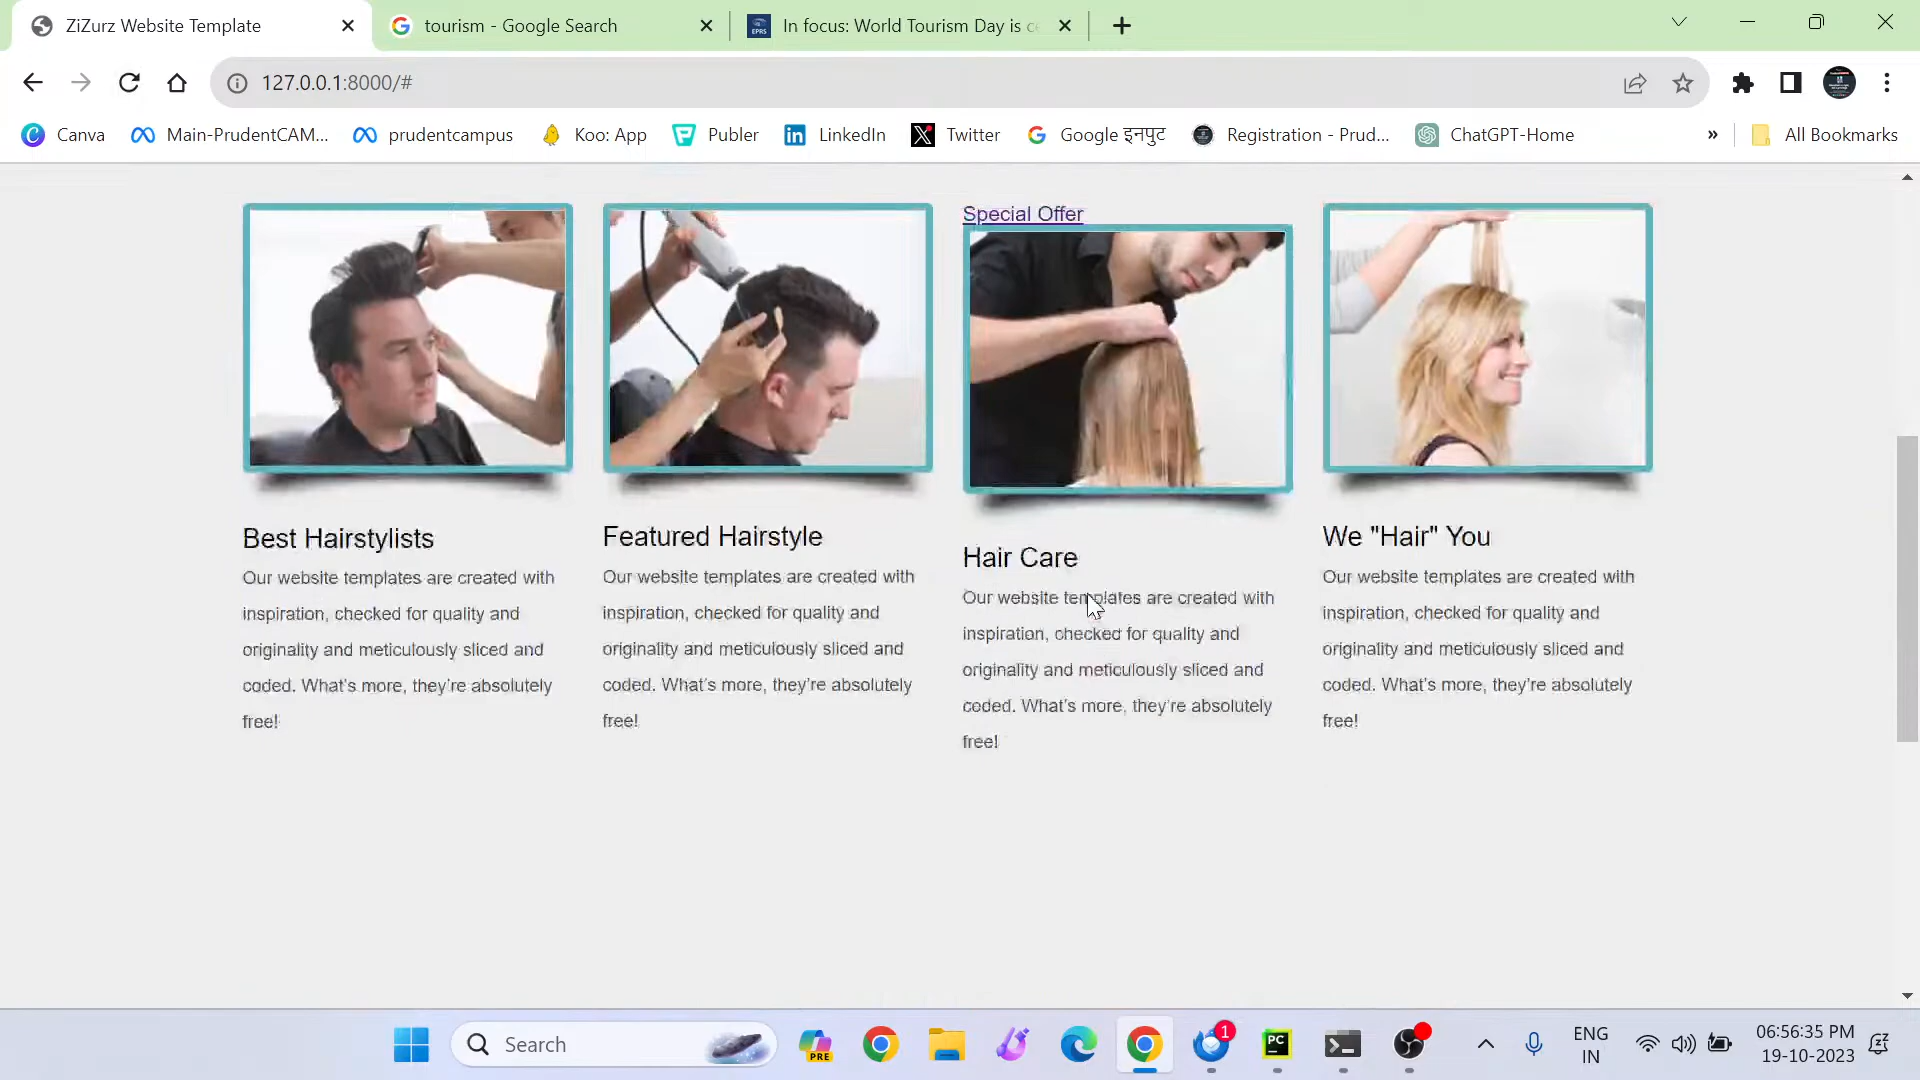 ZiZurz Website Template
tourism - Google Search
In focus: World Tourism Day is ce
127.0.0.1:8000/#
Canva
Main-PrudentCAM...
prudentcampus
Koo: App
Publer
LinkedIn
Twitter
Google इनपुट
Registration - Prud...
ChatGPT-Home
»
All Bookmarks
Special Offer
Best Hairstylists
Our website templates are created with
inspiration, checked for quality and
originality and meticulously sliced and
coded. What's more, they're absolutely
free!
Featured Hairstyle
Our website templates are created with
inspiration, checked for quality and
originality and meticulously sliced and
coded. What's more, they're absolutely
free!
Hair Care
Our website templates are created with
inspiration, checked for quality and
originality and meticulously sliced and
coded. What's more, they're absolutely
free!
We "Hair" You
Our website templates are created with
inspiration, checked for quality and
originality and meticulously sliced and
coded. What's more, they're absolutely
free!
Search
PRE
1
PC
ENG
IN
06:56:35 PM
19-10-2023